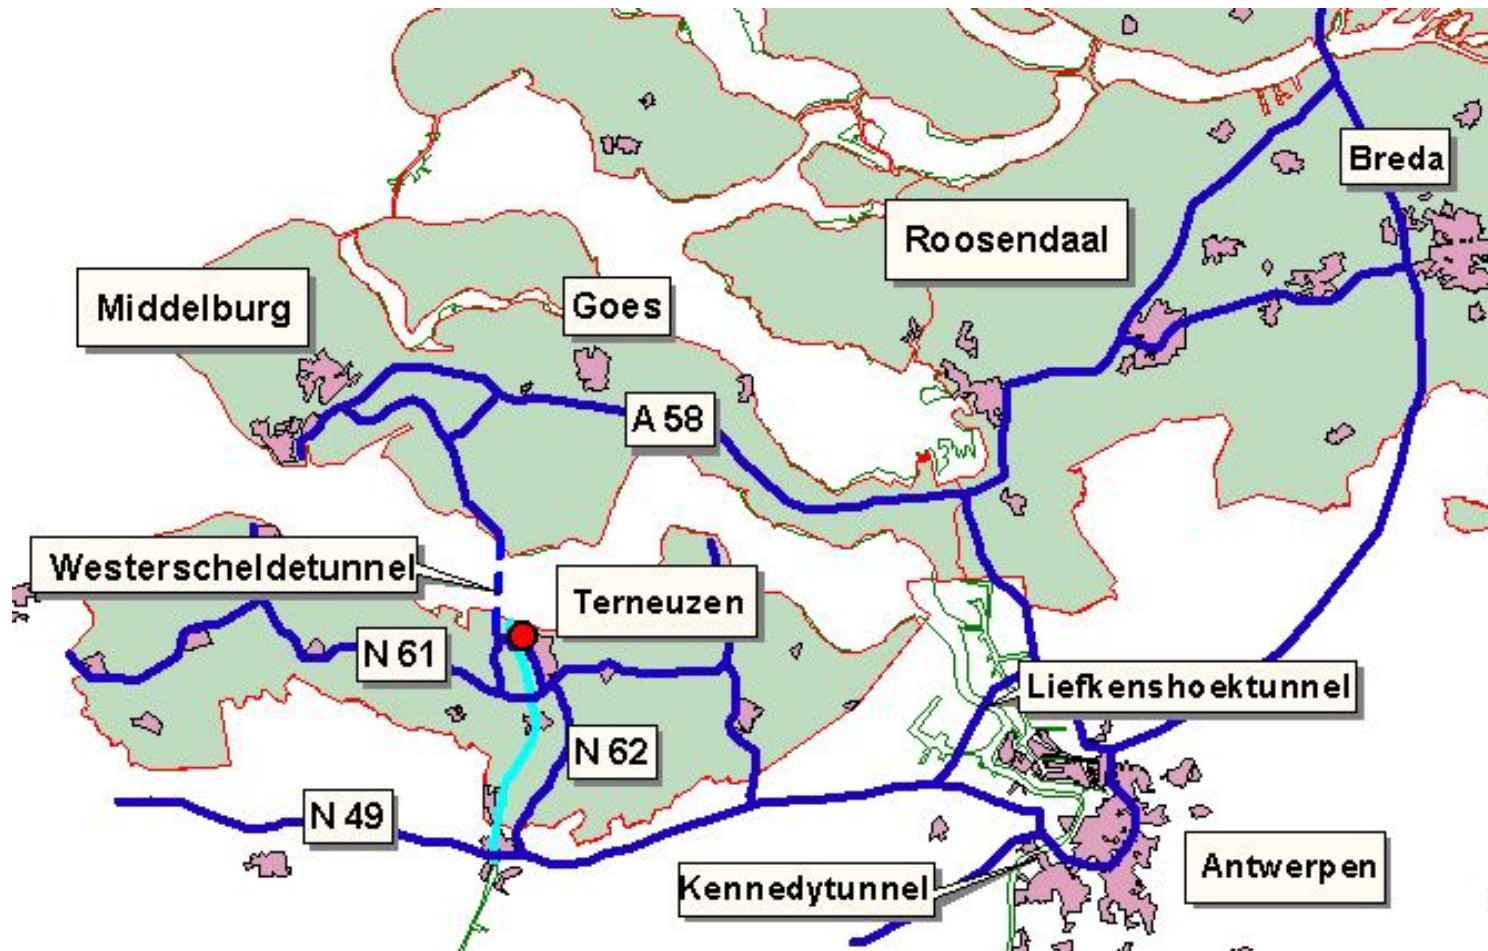 Breda
Roosendaal
Middelburg
Goes
A 58
Westerscheldetunnel
Terneuzen
N 61
Liefkenshoektunnel
N 62
N 49
Kennedytunnel
Antwerpen